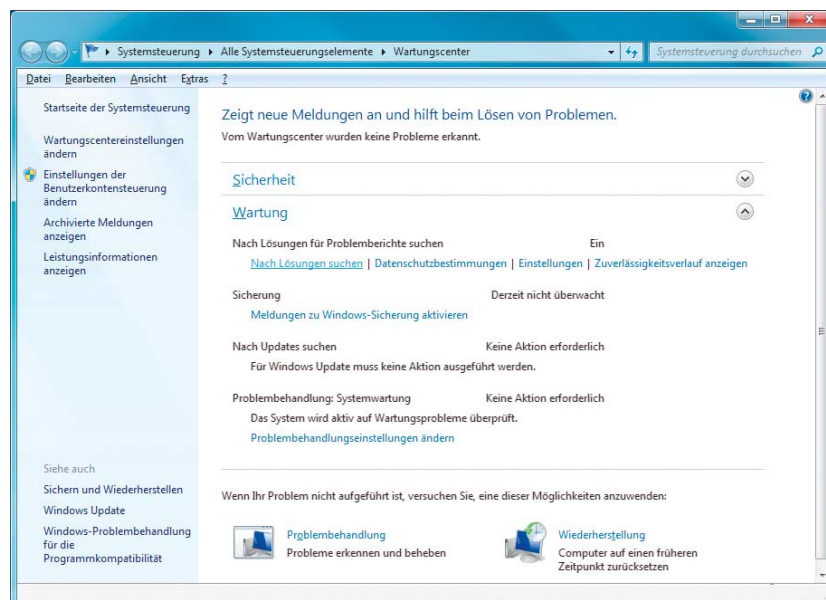 Systemsteuerung Alle Systemsteuerungselemente Wartungscenter
Systemsteuerung durchsuchen
Datei Bearbeiten Ansicht Extras ?
Startseite der Systemsteuerung
Wartungscentereinstellungen
ändern
Einstellungen der
Benutzerkontensteuerung
ändern
Archivierte Meldungen
anzeigen
Leistungsinformationen
anzeigen
Siehe auch
Sichern und Wiederherstellen
Windows Update
Windows-Problembehandlung
für die
Programmkompatibilität
Zeigt neue Meldungen an und hilft beim Lösen von Problemen.
Vom Wartungscenter wurden keine Probleme erkannt.
Sicherheit
Wartung
Nach Lösungen für Problemberichte suchen Ein
Nach Lösungen suchen | Datenschutzbestimmungen | Einstellungen | Zuverlässigkeitsverlauf anzeigen
Sicherung Derzeit nicht überwacht
Meldungen zu Windows-Sicherung aktivieren
Nach Updates suchen Keine Aktion erforderlich
Für Windows Update muss keine Aktion ausgeführt werden.
Problembehandlung: Systemwartung Keine Aktion erforderlich
Das System wird aktiv auf Wartungsprobleme überprüft.
Problembehandlungseinstellungen ändern
Wenn Ihr Problem nicht aufgeführt ist, versuchen Sie, eine dieser Möglichkeiten anzuwenden:
Problembehandlung
Probleme erkennen und beheben
Wiederherstellung
Computer auf einen früheren
Zeitpunkt zurücksetzen